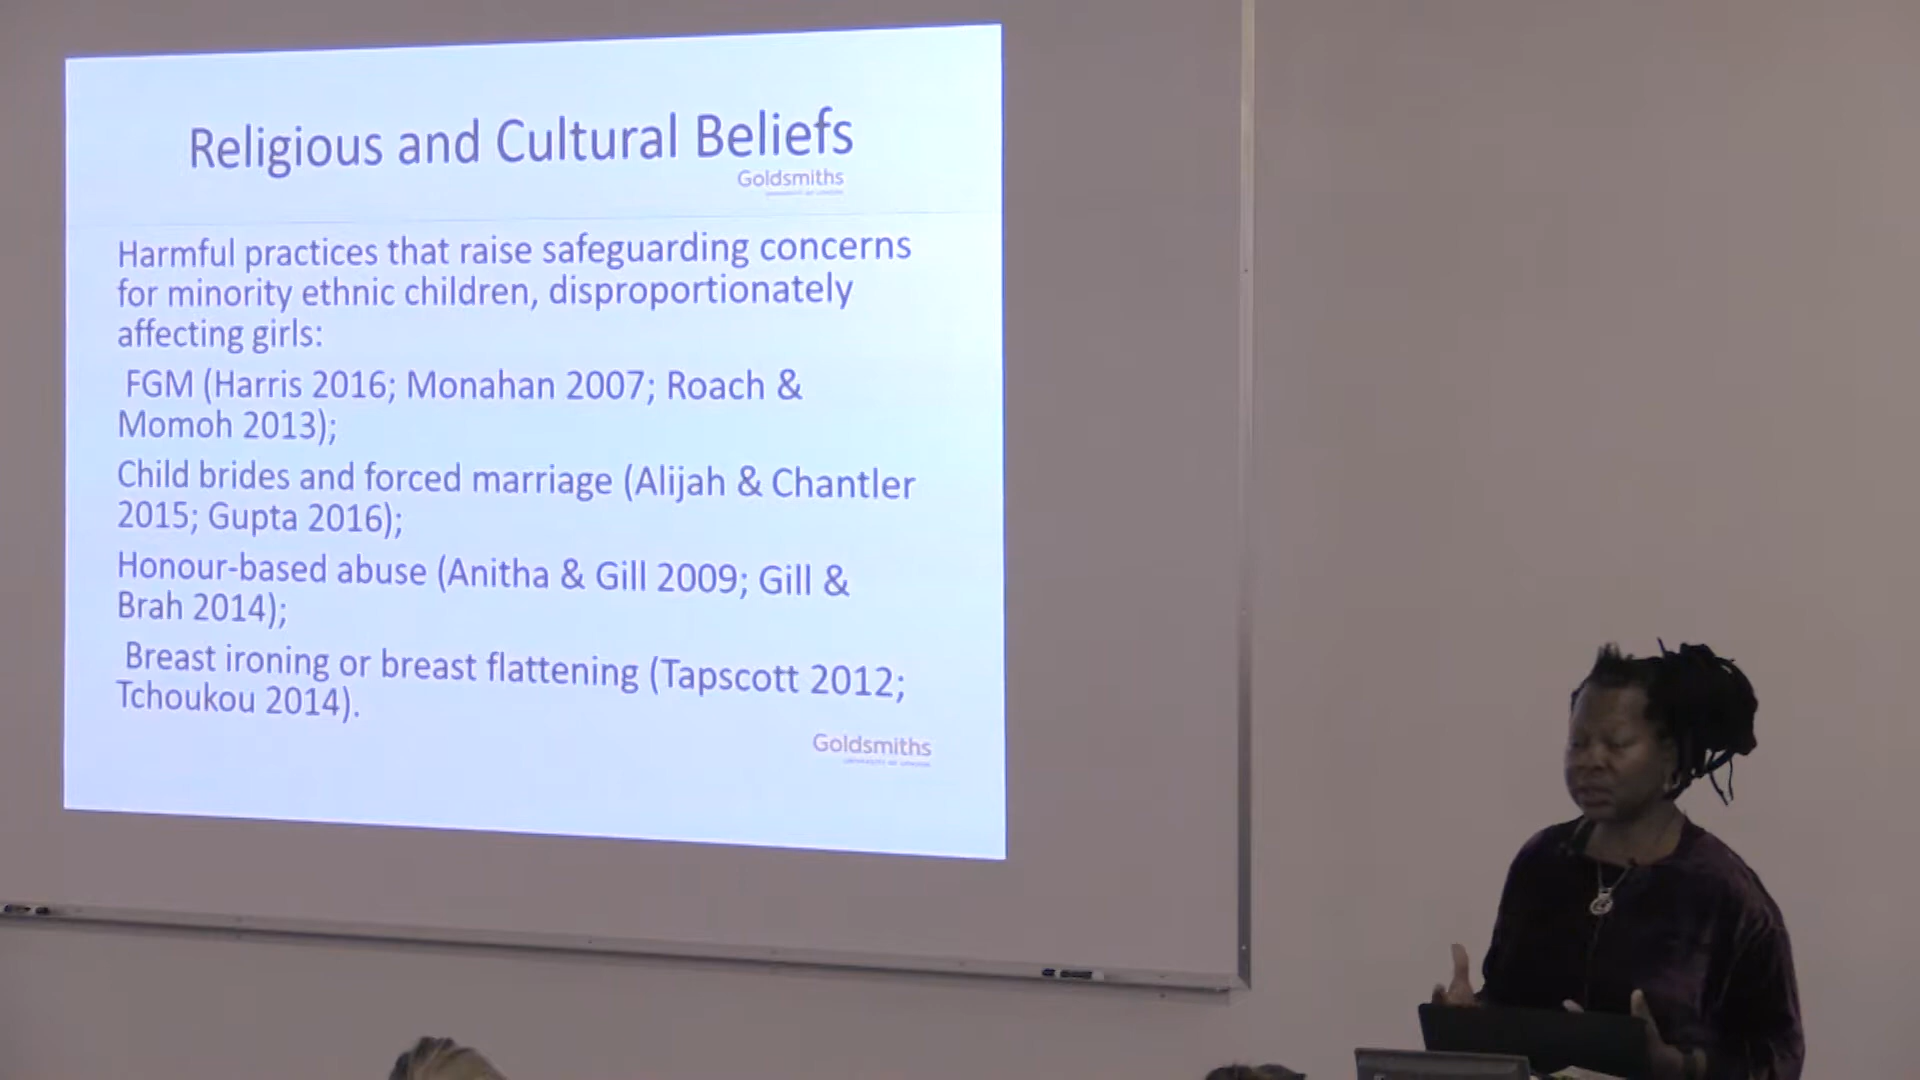 Religious and Cultural Beliefs
Goldsmiths
UNIVERSITY OF LONDON
Harmful practices that raise safeguarding concerns
for minority ethnic children, disproportionately
affecting girls:
FGM (Harris 2016; Monahan 2007; Roach &
Momoh 2013);
Child brides and forced marriage (Alijah & Chantler
2015; Gupta 2016);
Honour-based abuse (Anitha & Gill 2009; Gill &
Brah 2014);
Breast ironing or breast flattening (Tapscott 2012;
Tchoukou 2014).
Goldsmiths
UNIVERSITY OF LONDON